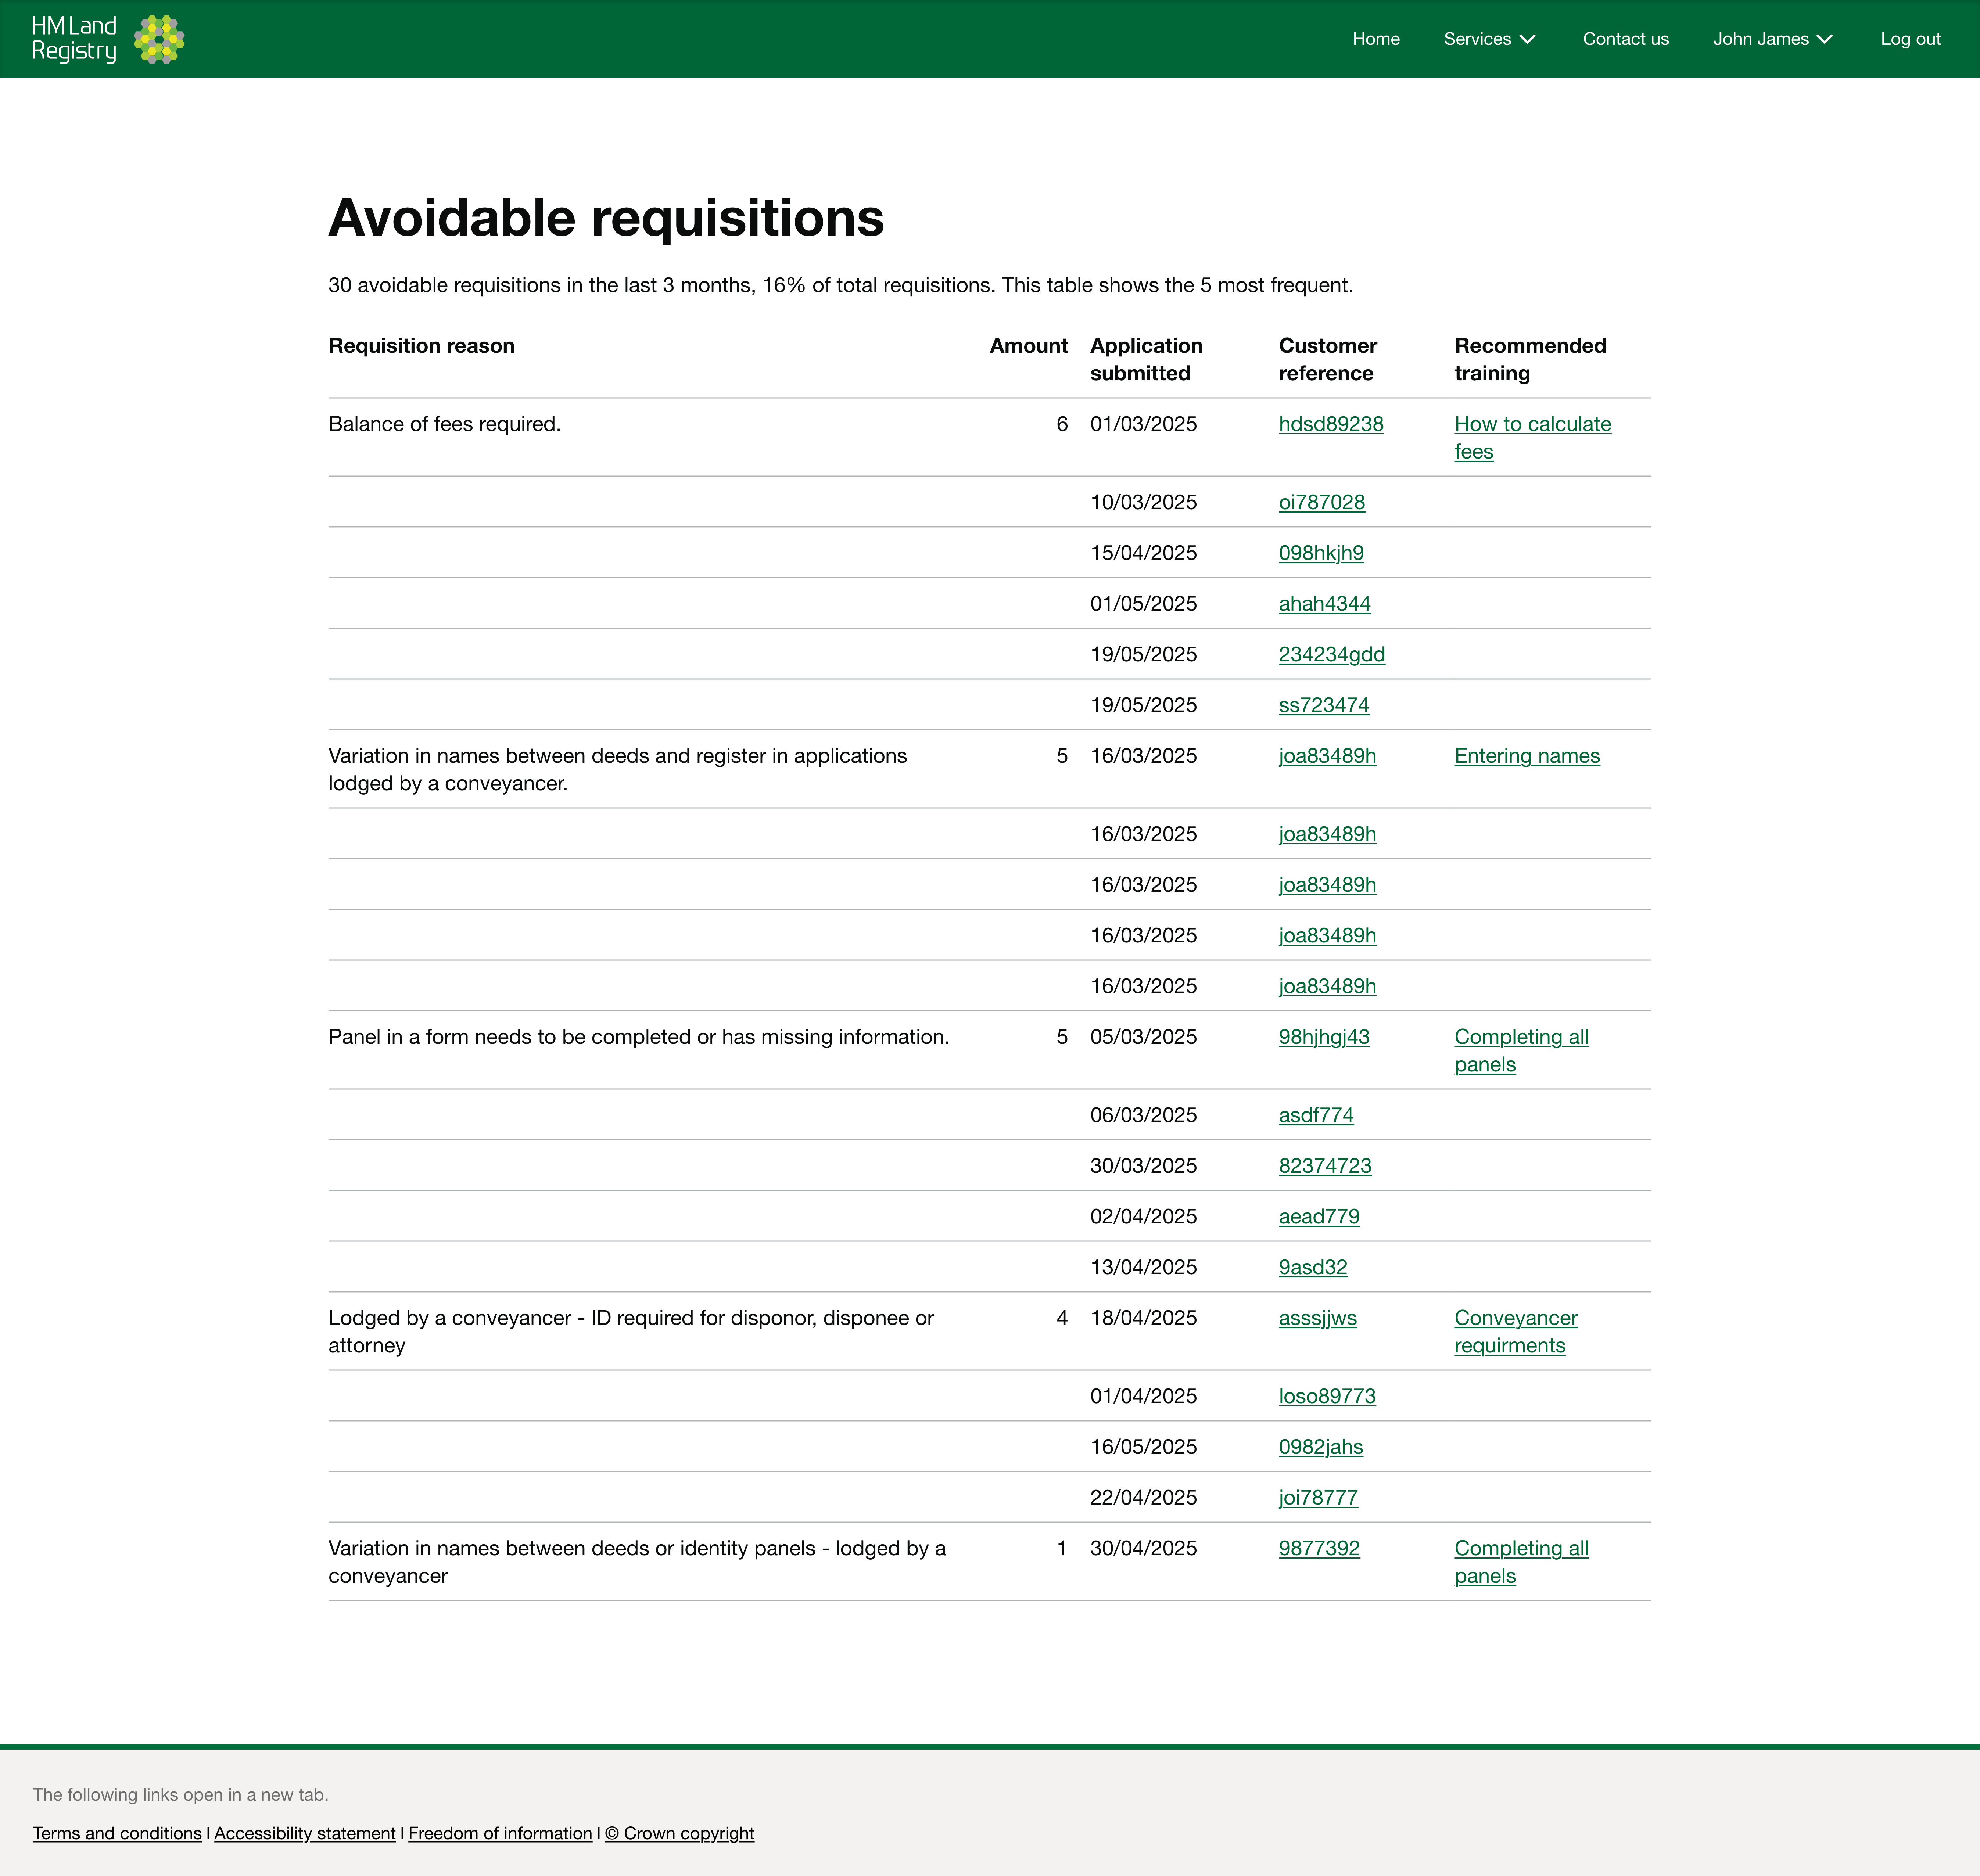 HM Land
Registry
Home Services Contact us John James Log out
Avoidable requisitions
30 avoidable requisitions in the last 3 months, 16% of total requisitions. This table shows the 5 most frequent.
Requisition reason Amount Application Customer Recommended
submitted reference training
Balance of fees required. 6 01/03/2025 hdsd89238 How to calculate
fees
10/03/2025 oi787028
15/04/2025 098hkjh9
01/05/2025 ahah4344
19/05/2025 234234gdd
19/05/2025 ss723474
Variation in names between deeds and register in applications 5 16/03/2025 joa83489h Entering names
lodged by a conveyancer.
16/03/2025 joa83489h
16/03/2025 joa83489h
16/03/2025 joa83489h
16/03/2025 joa83489h
Panel in a form needs to be completed or has missing information. 5 05/03/2025 98hjhgj43 Completing all
panels
06/03/2025 asdf774
30/03/2025 82374723
02/04/2025 aead779
13/04/2025 9asd32
Lodged by a conveyancer - ID required for disponor, disponee or 4 18/04/2025 asssjjws Conveyancer
attorney requirments
01/04/2025 loso89773
16/05/2025 0982jahs
22/04/2025 joi78777
Variation in names between deeds or identity panels - lodged by a 1 30/04/2025 9877392 Completing all
conveyancer panels
The following links open in a new tab.
Terms and conditions | Accessibility statement | Freedom of information | © Crown copyright